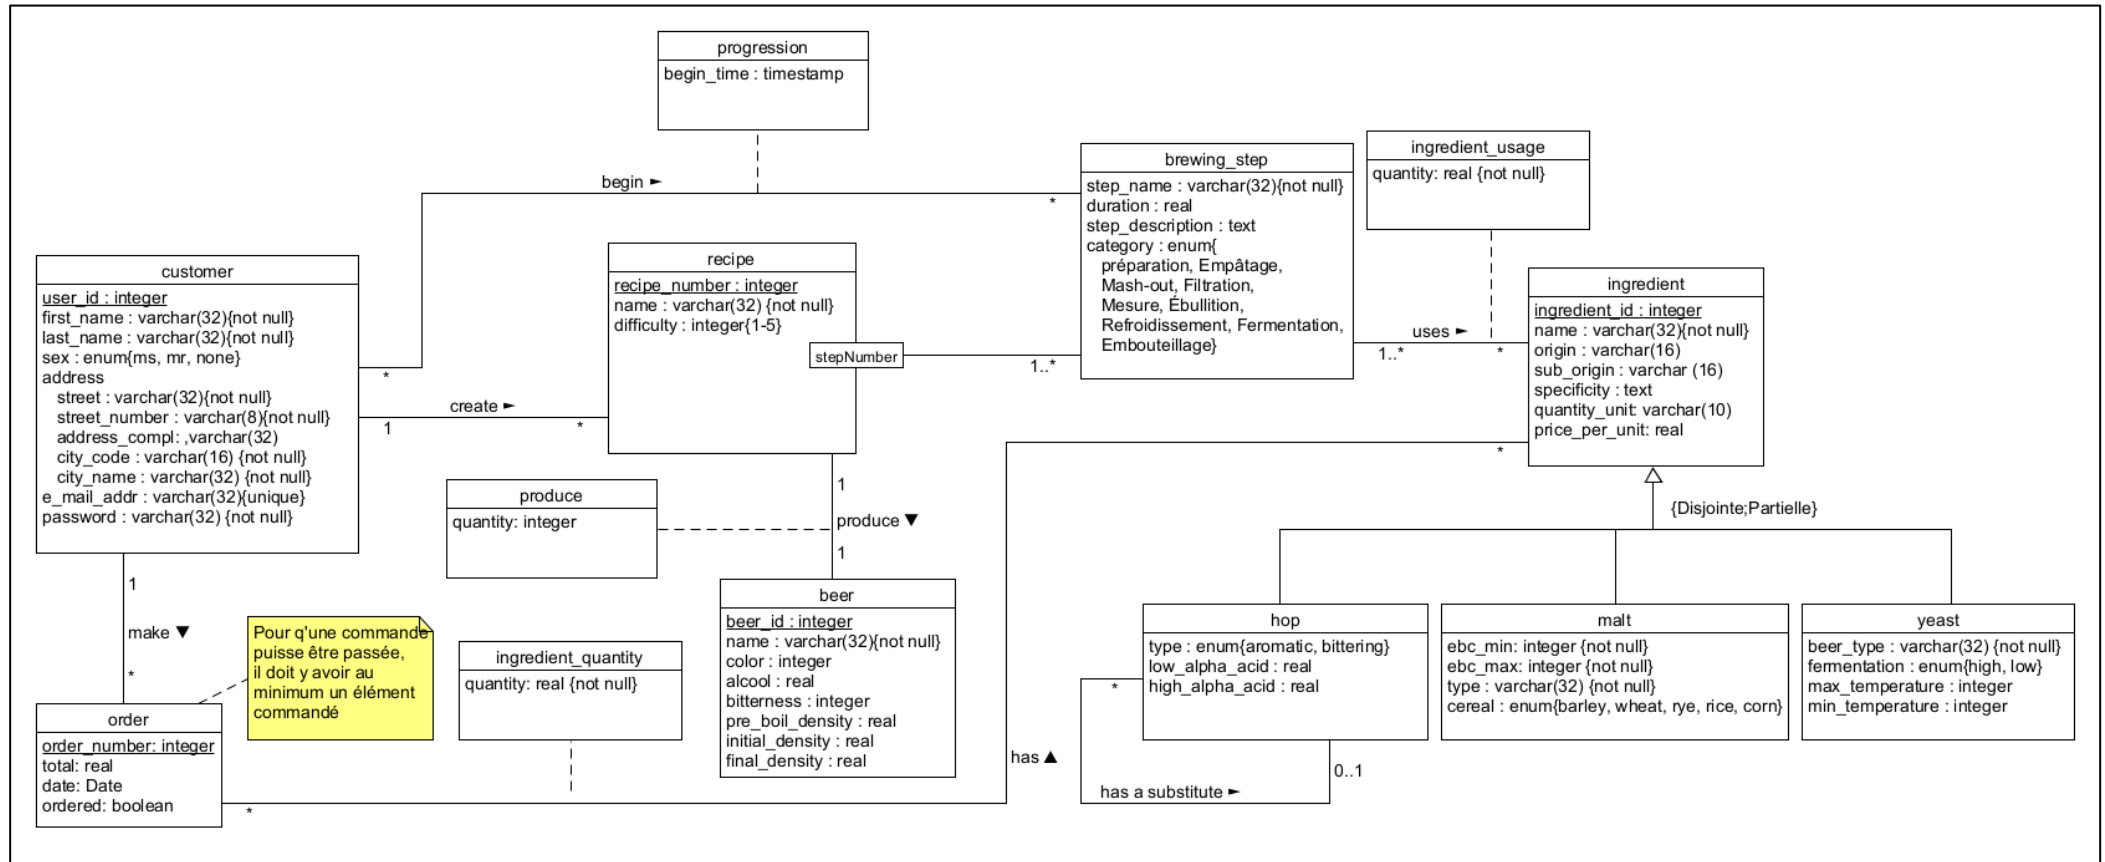 progression
begin_time : timestamp
begin ►
*
*
brewing_step
step_name : varchar(32){not null}
duration : real
step_description : text
category : enum{
préparation, Empâtage,
Mash-out, Filtration,
Mesure, Ébullition,
Refroidissement, Fermentation,
Embouteillage}
ingredient_usage
quantity: real {not null}
customer
user_id : integer
first_name : varchar(32){not null}
last_name : varchar(32){not null}
sex : enum{ms, mr, none}
address
street : varchar(32){not null}
street_number : varchar(8){not null}
address_compl: ,varchar(32)
city_code : varchar(16) {not null}
city_name : varchar(32) {not null}
e_mail_addr : varchar(32){unique}
password : varchar(32) {not null}
recipe
recipe_number : integer
name : varchar(32) {not null}
difficulty : integer{1-5}
stepNumber
1..*
create ►
1
*
uses ►
1..*
*
ingredient
ingredient_id : integer
name : varchar(32){not null}
origin : varchar(16)
sub_origin : varchar (16)
specificity : text
quantity_unit: varchar(10)
price_per_unit: real
*
{Disjointe;Partielle}
produce
quantity: integer
1
produce ▼
1
beer
beer_id : integer
name : varchar(32){not null}
color : integer
alcool : real
bitterness : integer
pre_boil_density : real
initial_density : real
final_density : real
1
make ▼
*
Pour q'une commande
puisse être passée,
il doit y avoir au
minimum un élément
commandé
ingredient_quantity
quantity: real {not null}
order
order_number: integer
total: real
date: Date
ordered: boolean
*
has ▲
hop
type : enum{aromatic, bittering}
low_alpha_acid : real
high_alpha_acid : real
*
0..1
has a substitute ►
malt
ebc_min: integer {not null}
ebc_max: integer {not null}
type : varchar(32) {not null}
cereal : enum{barley, wheat, rye, rice, corn}
yeast
beer_type : varchar(32) {not null}
fermentation : enum{high, low}
max_temperature : integer
min_temperature : integer